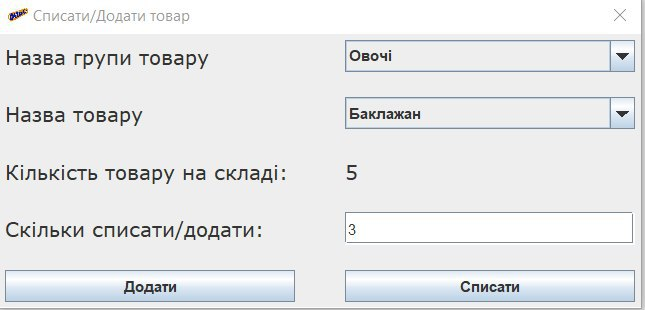 Списати/Додати товар
Назва групи товару Овочі
Назва товару Баклажан
Кількість товару на складі: 5
Скільки списати/додати: 3
Додати Списати